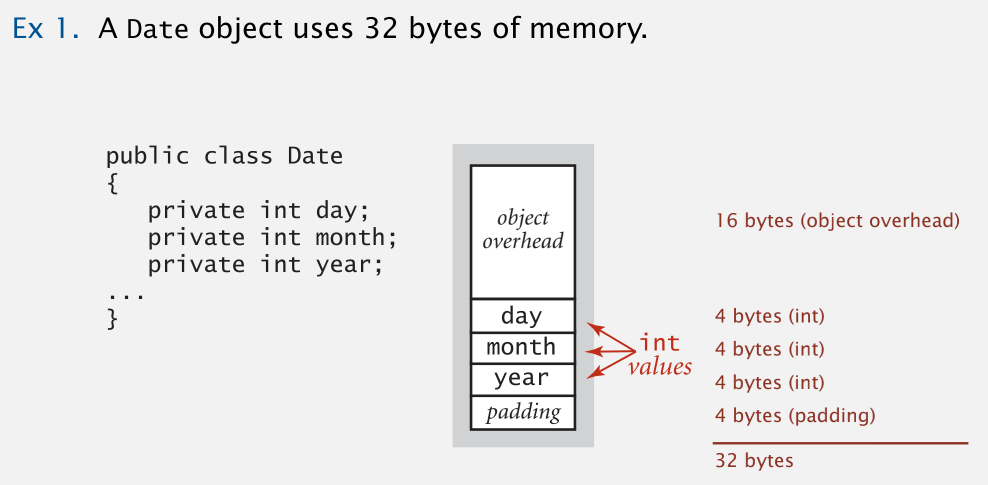 Ex 1. A Date object uses 32 bytes of memory.
public class Date
{
   private int day;
   private int month;
   private int year;
...
}
object
overhead
day
month
year
padding
int
values
16 bytes (object overhead)
4 bytes (int)
4 bytes (int)
4 bytes (int)
4 bytes (padding)
32 bytes